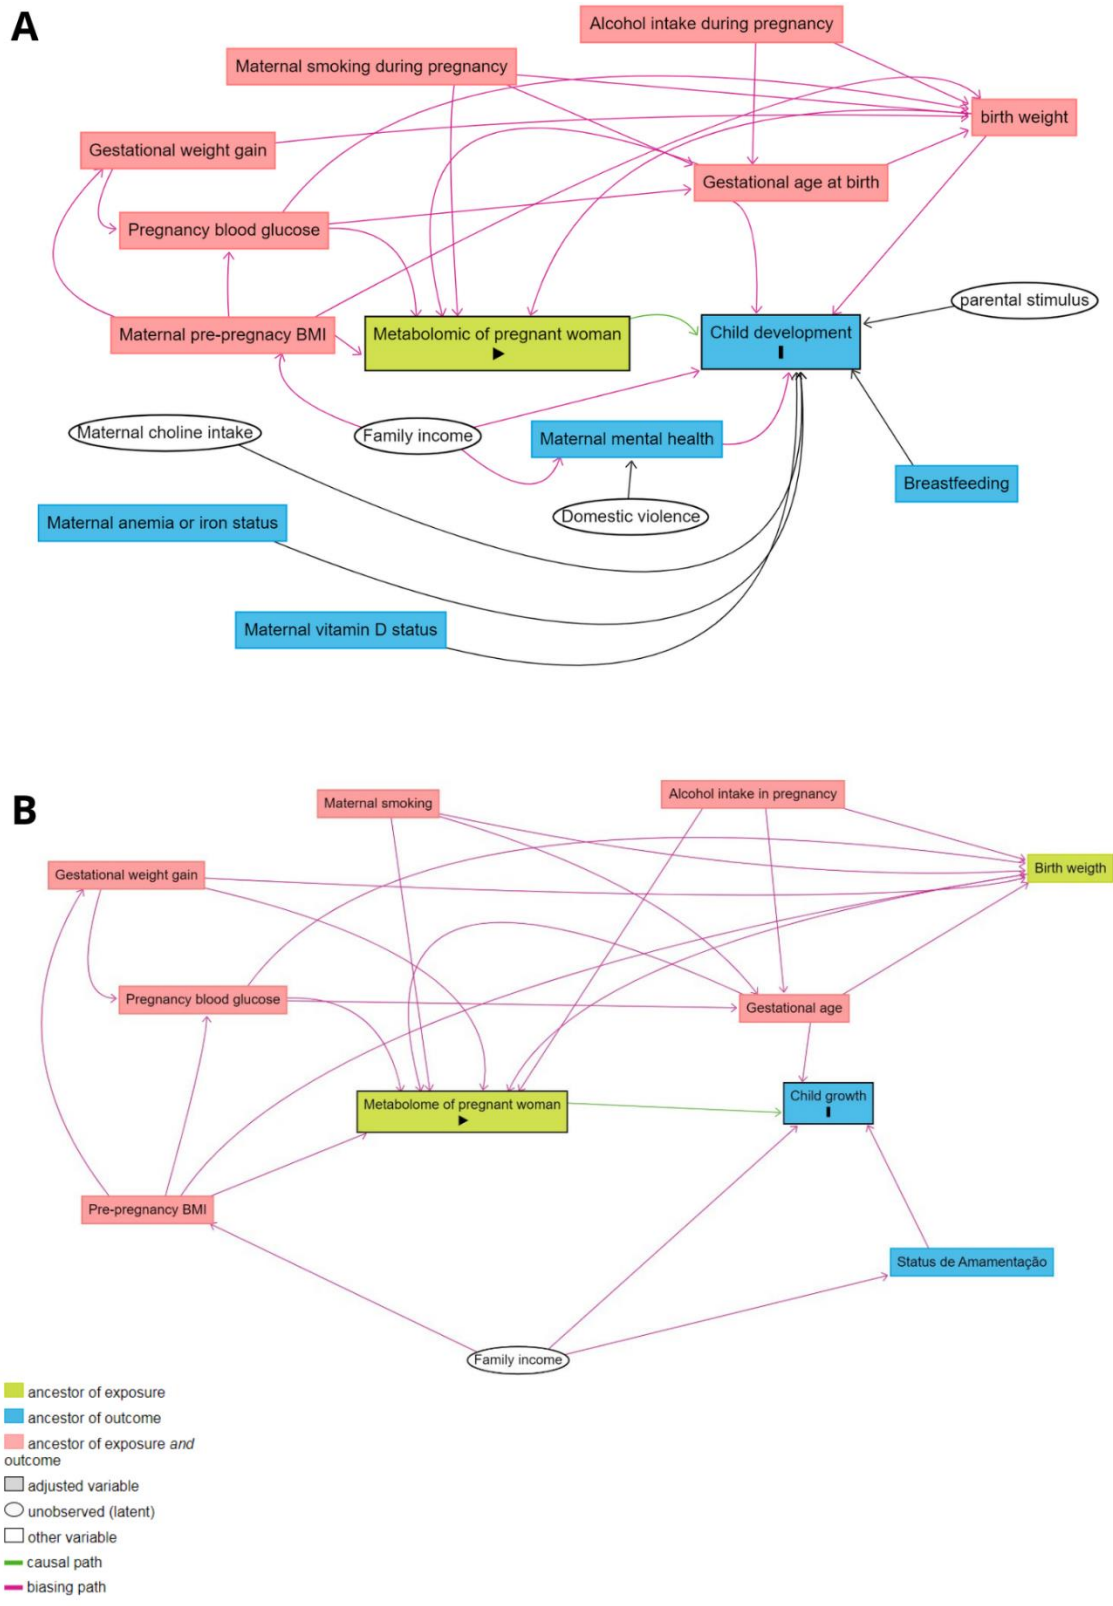 A
Alcohol intake during pregnancy
Maternal smoking during pregnancy
birth weight
Gestational weight gain
Gestational age at birth
Pregnancy blood glucose
parental stimulus
Maternal pre-pregnacy BMI
Metabolomic of pregnant woman
Child development
Maternal choline intake
Family income
Maternal mental health
Breastfeeding
Domestic violence
Maternal anemia or iron status
Maternal vitamin D status
B
Maternal smoking
Alcohol intake in pregnancy
Gestational weight gain
Birth weigth
Pregnancy blood glucose
Gestational age
Metabolome of pregnant woman
Child growth
Pre-pregnancy BMI
Status de Amamentação
Family income
ancestor of exposure
ancestor of outcome
ancestor of exposure and
outcome
adjusted variable
unobserved (latent)
other variable
causal path
biasing path